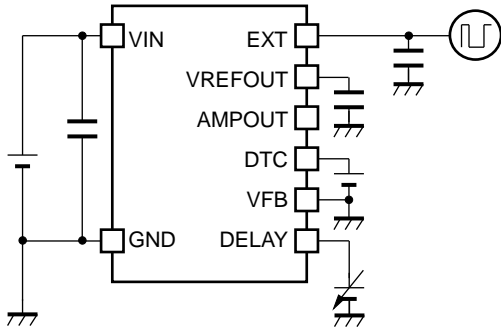 VIN
EXT
VREFOUT
AMPOUT
DTC
VFB
GND
DELAY